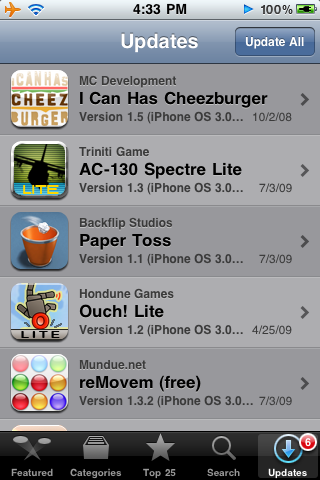 4:33 PM
100%
Updates
Update All
ICANHAS
CHEEZ
BURGER
MC Development
I Can Has Cheezburger
Version 1.5 (iPhone OS 3.0... 10/2/08
LITE
Triniti Game
AC-130 Spectre Lite
Version 1.3 (iPhone OS 3.0... 7/3/09
Backflip Studios
Paper Toss
Version 1.1 (iPhone OS 3.0... 7/3/09
LITE
Hondune Games
Ouch! Lite
Version 1.2 (iPhone OS 3.0... 4/25/09
Mundue.net
reMovem (free)
Version 1.3.2 (iPhone OS 3.0... 7/3/09
6
Featured Categories Top 25 Search Updates